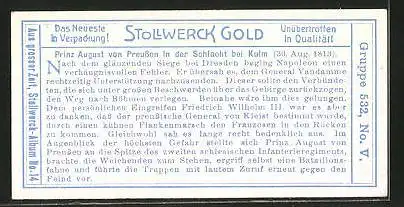 Das Neueste in Verpackung!
STOLLWERCK GOLD
Unübertroffen in Qualität!
Prinz August von Preußen in der Schlacht bei Kulm (30. Aug. 1813).
Nach dem glänzenden Siege bei Dresden beging Napoleon einen
verhängnisvollen Fehler. Er übersah es, dem General Vandamme
rechtzeitig Unterstützung nachzusenden. Dieser sollte den Verbünde-
ten, die sich unter großen Beschwerden über das Gebirge zurückzogen,
den Weg nach Böhmen verlegen. Beinahe wäre ihm dies gelungen.
Dem persönlichen Eingreifen Friedrich Wilhelm III. war es aber
zu danken, daß der preußische General von Kleist bestimmt wurde,
durch einen kühnen Flankenmarsch den Franzosen in den Rücken
zu kommen. Gleichwohl sah es lange recht bedenklich aus. Im
Augenblick der höchsten Gefahr stellte sich Prinz August von
Preußen an die Spitze des zweiten schlesischen Infanterieregiments,
brachte die Weichenden zum Stehen, ergriff selbst eine Bataillons-
fahne und führte die Truppen mit lautem Zuruf erneut gegen den
Feind vor.
Aus grosser Zeit, Stollwerck-Album No. 14
Gruppe 532, No. V.